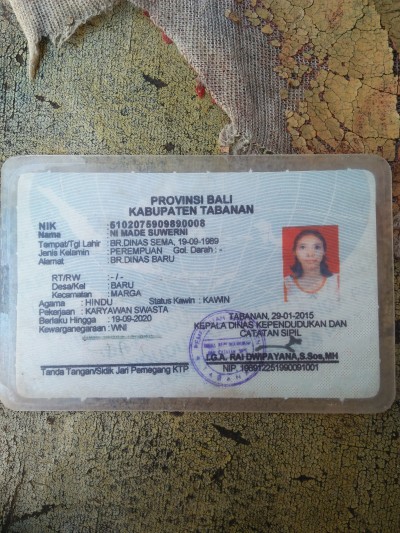 PROVINSI BALI
KABUPATEN TABANAN
NIK : 5102075909890008
Nama : NI MADE SUWERNI
Tempat/Tgl Lahir : BR.DINAS SEMA, 19-09-1989
Jenis Kelamin : PEREMPUAN Gol. Darah : -
Alamat : BR.DINAS BARU
RT/RW : - / -
Desa/Kel : BARU
Kecamatan : MARGA
Agama : HINDU Status Kawin : KAWIN
Pekerjaan : KARYAWAN SWASTA
Berlaku Hingga : 19-09-2020
Kewarganegaraan : WNI
TABANAN, 29-01-2015
KEPALA DINAS KEPENDUDUKAN DAN
CATATAN SIPIL
I.G.A. RAI DWIPAYANA,S.Sos,MH
Tanda Tangan/Sidik Jari Pemegang KTP
NIP. 196912251990091001